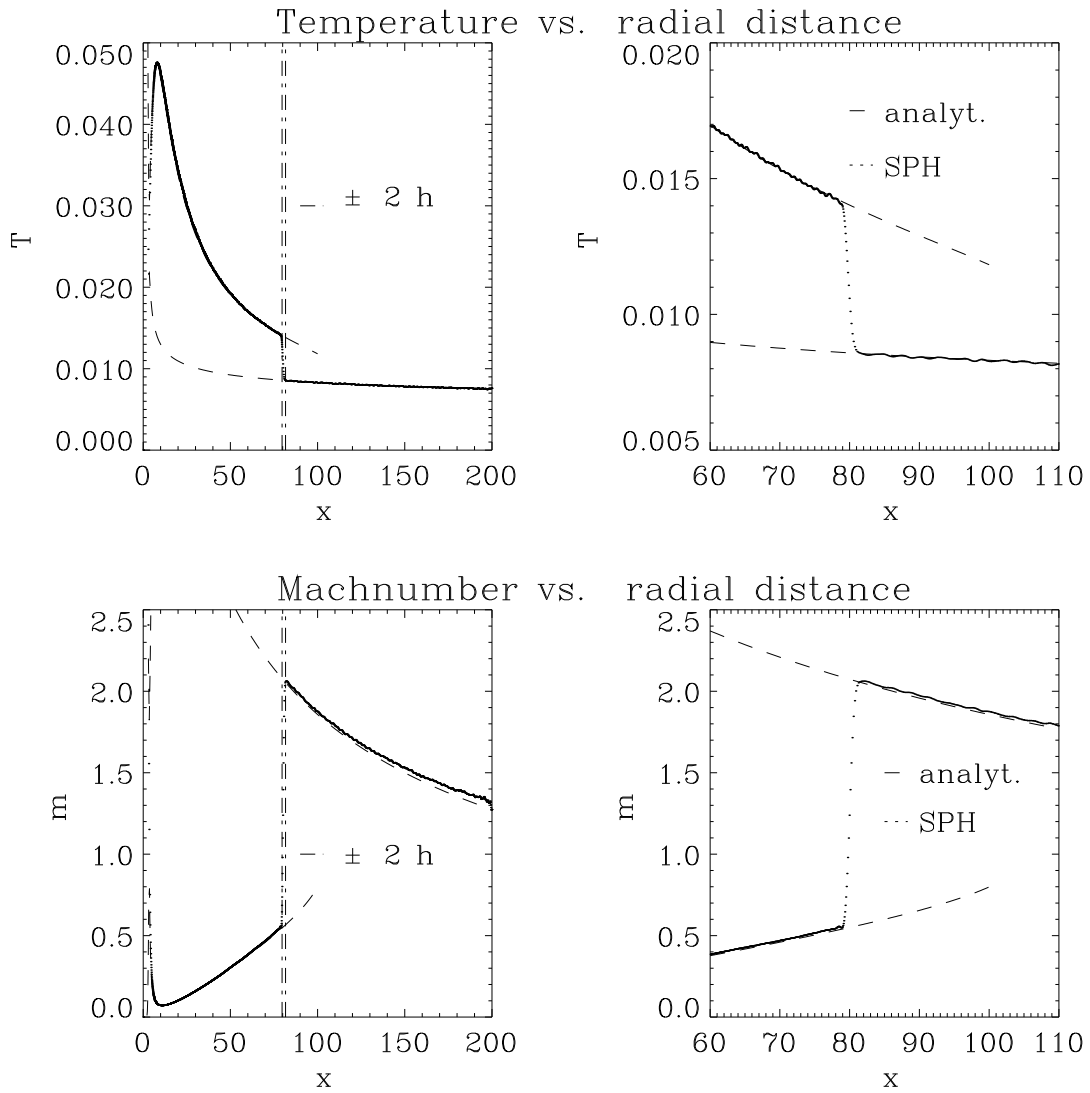 Temperature vs. radial distance
0.050
0.040
0.030
0.020
0.010
0.000
T
± 2 h
0 50 100 150 200
x
0.020
0.015
0.010
0.005
T
analyt.
SPH
60 70 80 90 100 110
x
Machnumber vs. radial distance
2.5
2.0
1.5
1.0
0.5
0.0
m
± 2 h
0 50 100 150 200
x
2.5
2.0
1.5
1.0
0.5
0.0
m
analyt.
SPH
60 70 80 90 100 110
x